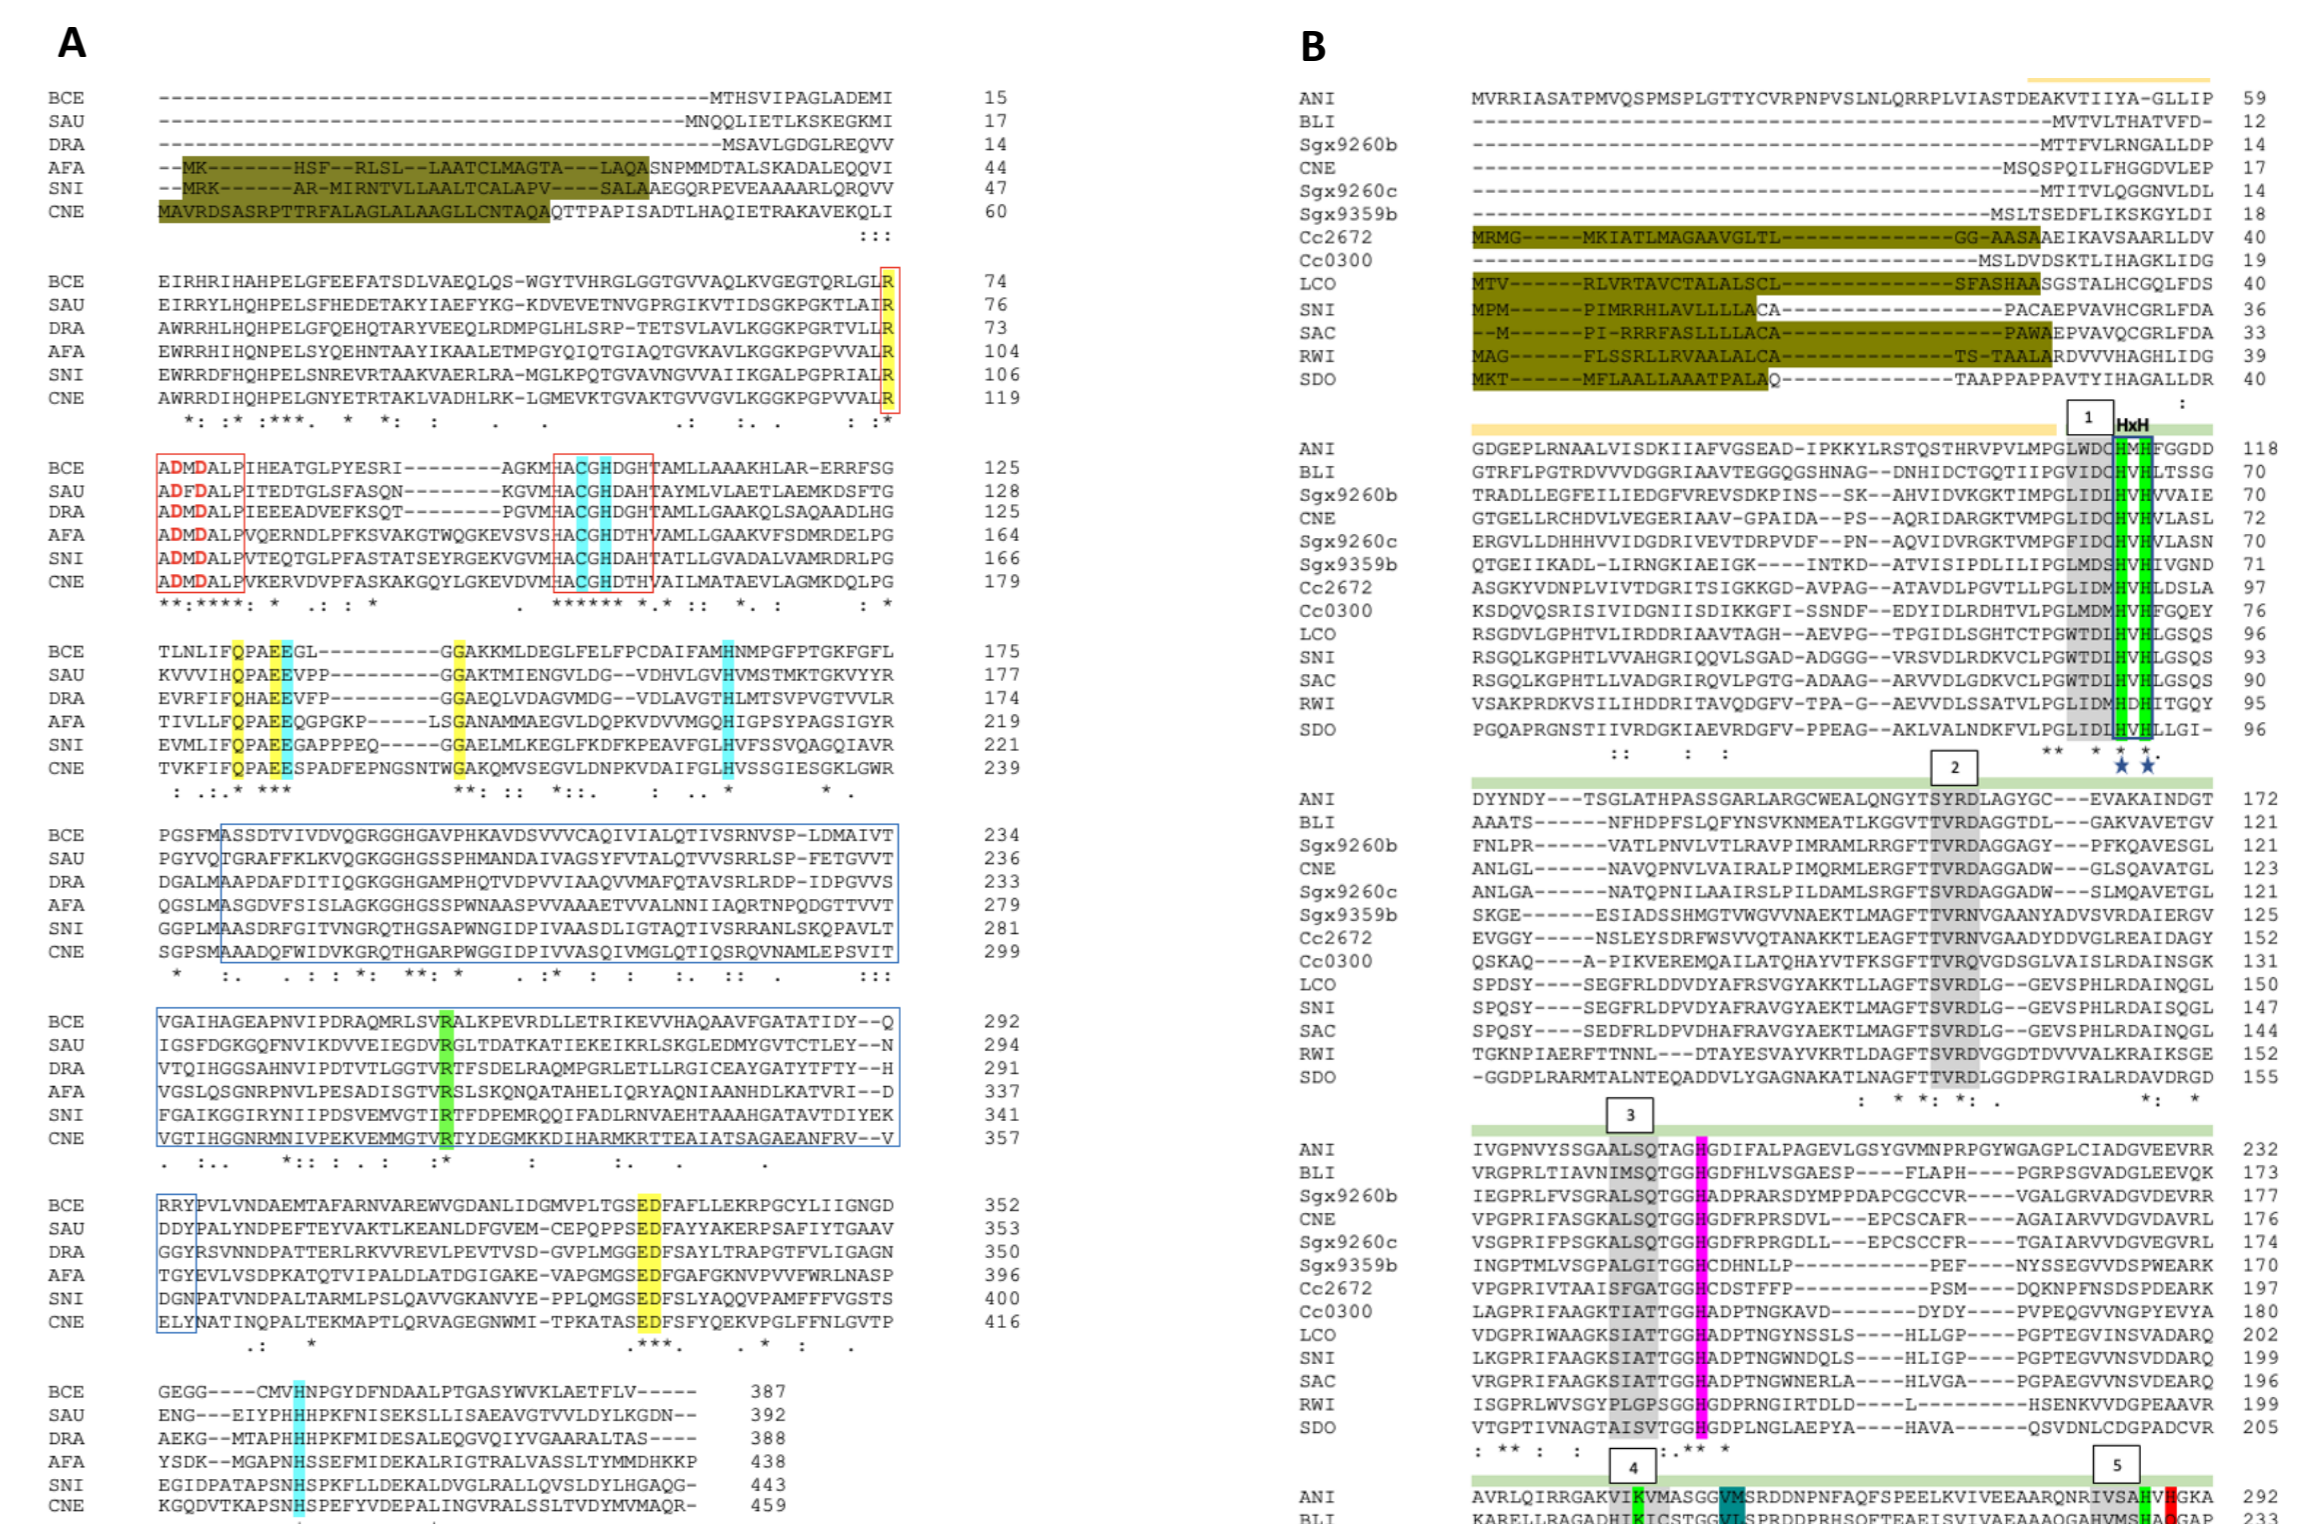 A
BCE ---------------------------------------------MTHSVIPAGLADEMI 15
SAU -------------------------------------------MNQQLIETLKSKEGKMI 17
DRA ----------------------------------------------MSAVLGDGLREQVV 14
AFA --MK-------HSF--RLSL--LAATCLMAGTA---LAQASNPMMDTALSKADALEQQVI 44
SNI --MRK------AR-MIRNTVLLAALTCALAPV----SALAAEGQRPEVEAAAARLQRQVV 47
CNE MAVRDSASRPTTRFALAGLALAAGLLCNTAQAQTTPAPISADTLHAQIETRAKAVEKQLI 60
:::
BCE EIRHRIHAHPELGFEEFATSDLVAEQLQS-WGYTVHRGLGGTGVVAQLKVGEGTQRLGLR 74
SAU EIRRYLHQHPELSFHEDETAKYIAEFYKG-KDVEVETNVGPRGIKVTIDSGKPGKTLAIR 76
DRA AWRRHLHQHPELGFQEHQTARYVEEQLRDMPGLHLSRP-TETSVLAVLKGGKPGRTVLLR 73
AFA EWRRHIHQNPELSYQEHNTAAYIKAALETMPGYQIQTGIAQTGVKAVLKGGKPGPVVALR 104
SNI EWRRDFHQHPELSNREVRTAAKVAERLRA-MGLKPQTGVAVNGVVAIIKGALPGPRIALR 106
CNE AWRRDIHQHPELGNYETRTAKLVADHLRK-LGMEVKTGVAKTGVVGVLKGGKPGPVVALR 119
*: :* :***. * *: : . . .: :. . : :*
BCE ADMDALPIHEATGLPYESRI--------AGKMHACGHDGHTAMLLAAAKHLAR-ERRFSG 125
SAU ADFDALPITEDTGLSFASQN--------KGVMHACGHDAHTAYMLVLAETLAEMKDSFTG 128
DRA ADMDALPIEEEADVEFKSQT--------PGVMHACGHDGHTAMLLGAAKQLSAQAADLHG 125
AFA ADMDALPVQERNDLPFKSVAKGTWQGKEVSVSHACGHDTHVAMLLGAAKVFSDMRDELPG 164
SNI ADMDALPVTEQTGLPFASTATSEYRGEKVGVMHACGHDAHTATLLGVADALVAMRDRLPG 166
CNE ADMDALPVKERVDVPFASKAKGQYLGKEVDVMHACGHDTHVAILMATAEVLAGMKDQLPG 179
**:****: * .: : * . ****** *.* :: *. : : *
BCE TLNLIFQPAEEGL----------GGAKKMLDEGLFELFPCDAIFAMHNMPGFPTGKFGFL 175
SAU KVVVIHQPAEEVPP---------GGAKTMIENGVLDG--VDHVLGVHVMSTMKTGKVYYR 177
DRA EVRFIFQHAEEVFP---------GGAEQLVDAGVMDG--VDLAVGTHLMTSVPVGTVVLR 174
AFA TIVLLFQPAEEQGPGKP-----LSGANAMMAEGVLDQPKVDVVMGQHIGPSYPAGSIGYR 219
SNI EVMLIFQPAEEGAPPPEQ-----GGAELMLKEGLFKDFKPEAVFGLHVFSSVQAGQIAVR 221
CNE TVKFIFQPAEESPADFEPNGSNTWGAKQMVSEGVLDNPKVDAIFGLHVSSGIESGKLGWR 239
: .:.* *** **: :: *::. : .. * * .
BCE PGSFMASSDTVIVDVQGRGGHGAVPHKAVDSVVVCAQIVIALQTIVSRNVSP-LDMAIVT 234
SAU PGYVQTGRAFFKLKVQGKGGHGSSPHMANDAIVAGSYFVTALQTVVSRRLSP-FETGVVT 236
DRA DGALMAAPDAFDITIQGKGGHGAMPHQTVDPVVIAAQVVMAFQTAVSRLRDP-IDPGVVS 233
AFA QGSLMASGDVFSISLAGKGGHGSSPWNAASPVVAAAETVVALNNIIAQRTNPQDGTTVVT 279
SNI GGPLMAASDRFGITVNGRQTHGSAPWNGIDPIVAASDLIGTAQTIVSRRANLSKQPAVLT 281
CNE SGPSMAAADQFWIDVKGRQTHGARPWGGIDPIVVASQIVMGLQTIQSRQVNAMLEPSVIT 299
* :. . : : *: **: * .:* : :. :: . :::
BCE VGAIHAGEAPNVIPDRAQMRLSVRALKPEVRDLLETRIKEVVHAQAAVFGATATIDY--Q 292
SAU IGSFDGKGQFNVIKDVVEIEGDVRGLTDATKATIEKEIKRLSKGLEDMYGVTCTLEY--N 294
DRA VTQIHGGSAHNVIPDTVTLGGTVRTFSDELRAQMPGRLETLLRGICEAYGATYTFTY--H 291
AFA VGSLQSGNRPNVLPESADISGTVRSLSKQNQATAHELIQRYAQNIAANHDLKATVRI--D 337
SNI FGAIKGGIRYNIIPDSVEMVGTIRTFDPEMRQQIFADLRNVAEHTAAAHGATAVTDIYEK 341
CNE VGTIHGGNRMNIVPEKVEMMGTVRTYDEGMKKDIHARMKRTTEAIATSAGAEANFRV--V 357
. :.. *:: : . : :* : :. . .
BCE RRYPVLVNDAEMTAFARNVAREWVGDANLIDGMVPLTGSEDFAFLLEKRPGCYLIIGNGD 352
SAU DDYPALYNDPEFTEYVAKTLKEANLDFGVEM-CEPQPPSEDFAYYAKERPSAFIYTGAAV 353
DRA GGYRSVNNDPATTERLRKVVREVLPEVTVSD-GVPLMGGEDFSAYLTRAPGTFVLIGAGN 350
AFA TGYEVLVSDPKATQTVIPALDLATDGIGAKE-VAPGMGSEDFGAFGKNVPVVFWRLNASP 396
SNI DGNPATVNDPALTARMLPSLQAVVGKANVYE-PPLQMGSEDFSLYAQQVPAMFFFVGSTS 400
CNE ELYNATINQPALTEKMAPTLQRVAGEGNWMI-TPKATASEDFSFYQEKVPGLFFNLGVTP 416
.: * .***. . * : .
BCE GEGG----CMVHNPGYDFNDAALPTGASYWVKLAETFLV----- 387
SAU ENG---EIYPHHHPKFNISEKSLLISAEAVGTVVLDYLKGDN-- 392
DRA AEKG--MTAPHHHPKFMIDESALEQGVQIYVGAARALTAS---- 388
AFA YSDK--MGAPNHSSEFMIDEKALRIGTRALVASSLTYMMDHKKP 438
SNI EGIDPATAPSNHSPKFLLDEKALDVGLRALLQVSLDYLHGAQG- 443
CNE KGQDVTKAPSNHSPEFYVDEPALINGVRALSSLTVDYMVMAQR- 459
B
ANI MVRRIASATPMVQSPMSPLGTTYCVRPNPVSLNLQRRPLVIASTDEAKVTIIYA-GLLIP 59
BLI -----------------------------------------------MVTVLTHATVFD- 12
Sgx9260b ----------------------------------------------MTTFVLRNGALLDP 14
CNE -------------------------------------------MSQSPQILFHGGDVLEP 17
Sgx9260c ----------------------------------------------MTITVLQGGNVLDL 14
Sgx9359b ------------------------------------------MSLTSEDFLIKSKGYLDI 18
Cc2672 MRMG-----MKIATLMAGAAVGLTL--------------GG-AASAAEIKAVSAARLLDV 40
Cc0300 -----------------------------------------MSLDVDSKTLIHAGKLIDG 19
LCO MTV------RLVRTAVCTALALSCL--------------SFASHAASGSTALHCGQLFDS 40
SNI MPM------PIMRRHLAVLLLLACA------------------PACAEPVAVHCGRLFDA 36
SAC --M------PI-RRRFASLLLLACA------------------PAWAEPVAVQCGRLFDA 33
RWI MAG------FLSSRLLRVAALALCA--------------TS-TAALARDVVVHAGHLIDG 39
SDO MKT------MFLAALLAAATPALAQ--------------TAAPPAPPAVTYIHAGALLDR 40
:
1
HxH
ANI GDGEPLRNAALVISDKIIAFVGSEAD-IPKKYLRSTQSTHRVPVLMPGLWDCHMHFGGDD 118
BLI GTRFLPGTRDVVVDGGRIAAVTEGGQGSHNAG--DNHIDCTGQTIIPGVIDCHVHLTSSG 70
Sgx9260b TRADLLEGFEILIEDGFVREVSDKPINS--SK--AHVIDVKGKTIMPGLIDLHVHVVAIE 70
CNE GTGELLRCHDVLVEGERIAAV-GPAIDA--PS--AQRIDARGKTVMPGLIDCHVHVLASL 72
Sgx9260c ERGVLLDHHHVVIDGDRIVEVTDRPVDF--PN--AQVIDVRGKTVMPGFIDCHVHVLASN 70
Sgx9359b QTGEIIKADL-LIRNGKIAEIGK----INTKD--ATVISIPDLILIPGLMDSHVHIVGND 71
Cc2672 ASGKYVDNPLVIVTDGRITSIGKKGD-AVPAG--ATAVDLPGVTLLPGLIDMHVHLDSLA 97
Cc0300 KSDQVQSRISIVIDGNIISDIKKGFI-SSNDF--EDYIDLRDHTVLPGLMDMHVHFGQEY 76
LCO RSGDVLGPHTVLIRDDRIAAVTAGH--AEVPG--TPGIDLSGHTCTPGWTDLHVHLGSQS 96
SNI RSGQLKGPHTLVVAHGRIQQVLSGAD-ADGGG--VRSVDLRDKVCLPGWTDLHVHLGSQS 93
SAC RSGQLKGPHTLLVADGRIRQVLPGTG-ADAAG--ARVVDLGDKVCLPGWTDLHVHLGSQS 90
RWI VSAKPRDKVSILIHDDRITAVQDGFV-TPA-G--AEVVDLSSATVLPGLIDMHDHITGQY 95
SDO PGQAPRGNSTIIVRDGKIAEVRDGFV-PPEAG--AKLVALNDKFVLPGLIDLHVHLLGI- 96
:: : : ** * * *.
2
ANI DYYNDY---TSGLATHPASSGARLARGCWEALQNGYTSYRDLAGYGC---EVAKAINDGT 172
BLI AAATS------NFHDPFSLQFYNSVKNMEATLKGGVTTVRDAGGTDL---GAKVAVETGV 121
Sgx9260b FNLPR------VATLPNVLVTLRAVPIMRAMLRRGFTTVRDAGGAGY---PFKQAVESGL 121
CNE ANLGL------NAVQPNVLVAIRALPIMQRMLERGFTTVRDAGGADW---GLSQAVATGL 123
Sgx9260c ANLGA------NATQPNILAAIRSLPILDAMLSRGFTSVRDAGGADW---SLMQAVETGL 121
Sgx9359b SKGE------ESIADSSHMGTVWGVVNAEKTLMAGFTTVRNVGAANYADVSVRDAIERGV 125
Cc2672 EVGGY-----NSLEYSDRFWSVVQTANAKKTLEAGFTTVRNVGAADYDDVGLREAIDAGY 152
Cc0300 QSKAQ----A-PIKVEREMQAILATQHAYVTFKSGFTTVRQVGDSGLVAISLRDAINSGK 131
LCO SPDSY----SEGFRLDDVDYAFRSVGYAKKTLLAGFTSVRDLG--GEVSPHLRDAINQGL 150
SNI SPQSY----SEGFRLDPVDYAFRAVGYAEKTLMAGFTSVRDLG--GEVSPHLRDAINQGL 147
SAC SPQSY----SEDFRLDPVDHAFRAVGYAEKTLMAGFTSVRDLG--GEVSPHLRDAINQGL 144
RWI TGKNPIAERFTTNNL---DTAYESVAYVKRTLDAGFTSVRDVGGDTDVVVALKRAIKSGE 152
SDO -GGDPLRARMTALNTEQADDVLYGAGNAKATLNAGFTTVRDLGGDPRGIRALRDAVDRGD 155
: * *: *: . *: *
3
ANI IVGPNVYSSGAALSQTAGHGDIFALPAGEVLGSYGVMNPRPGYWGAGPLCIADGVEEVRR 232
BLI VRGPRLTIAVNIMSQTGGHGDFHLVSGAESP----FLAPH----PGRPSGVADGLEEVQK 173
Sgx9260b IEGPRLFVSGRALSQTGGHADPRARSDYMPPDAPCGCCVR----VGALGRVADGVDEVRR 177
CNE VPGPRIFASGKALSQTGGHGDFRPRSDVL---EPCSCAFR----AGAIARVVDGVDAVRL 176
Sgx9260c VSGPRIFPSGKALSQTGGHGDFRPRGDLL---EPCSCCFR----TGAIARVVDGVEGVRL 174
Sgx9359b INGPTMLVSGPALGITGGHCDHNLLP-----------PEF----NYSSEGVVDSPWEARK 170
Cc2672 VPGPRIVTAAISFGATGGHCDSTFFP-----------PSM----DQKNPFNSDSPDEARK 197
Cc0300 LAGPRIFAAGKTIATTGGHADPTNGKAVD-------DYDY----PVPEQGVVNGPYEVYA 180
LCO VDGPRIWAAGKSIATTGGHADPTNGYNSSLS----HLLGP----PGPTEGVINSVADARQ 202
SNI LKGPRIFAAGKSIATTGGHADPTNGWNDQLS----HLIGP----PGPTEGVVNSVDDARQ 199
SAC VRGPRIFAAGKSIATTGGHADPTNGWNERLA----HLVGA----PGPAEGVVNSVDEARQ 196
RWI ISGPRLWVSGYPLGPSGGHGDPRNGIRTDLD----L---------HSENKVVDGPEAAVR 199
SDO VTGPTIVNAGTAISVTGGHGDPLNGLAEPYA----HAVA------QSVDNLCDGPADCVR 205
: ** : : :.** *
4
5
ANI AVRLQIRRGAKVIKVMASGGVMSRDDNPNFAQFSPEELKVIVEEAARQNRIVSAHVHGKA 292
BLI KARELLRAGADHIKICSTGGVLSPRDDPRHSQFTEAEISVIVAEAAAQGAHVMSHAQGAP 233